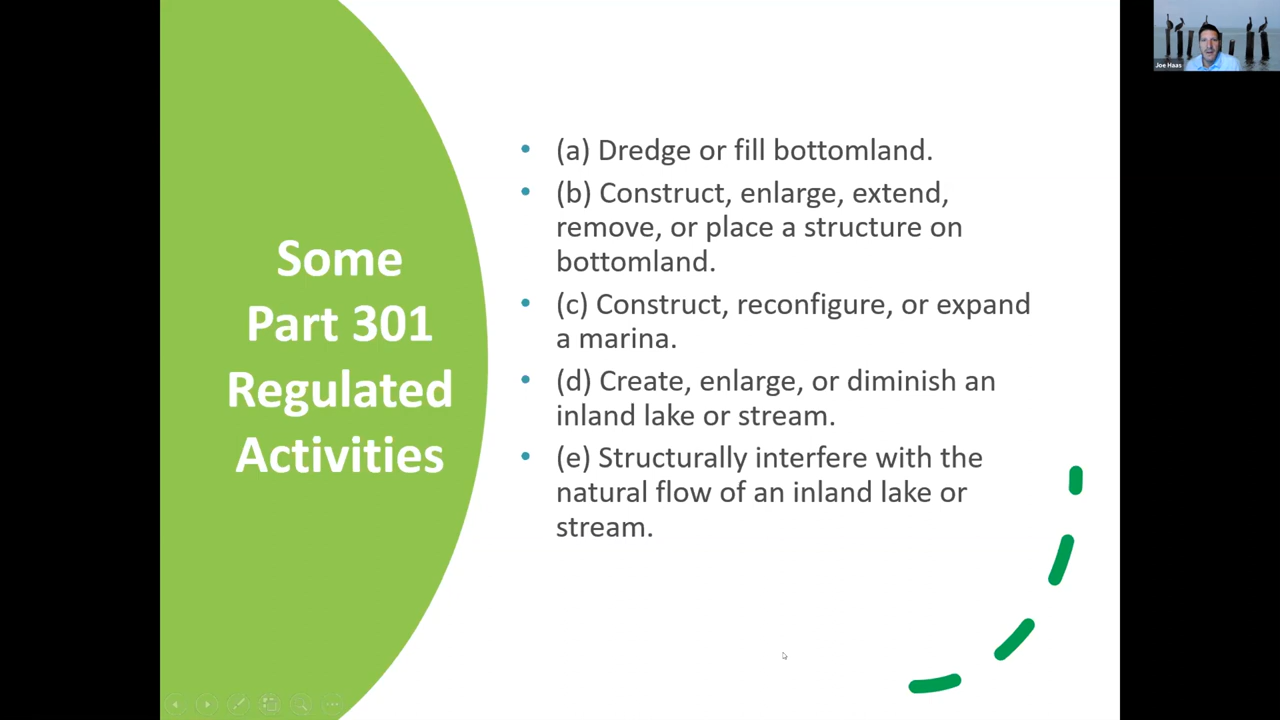 Some
Part 301
Regulated
Activities
• (a) Dredge or fill bottomland.
• (b) Construct, enlarge, extend,
remove, or place a structure on
bottomland.
• (c) Construct, reconfigure, or expand
a marina.
• (d) Create, enlarge, or diminish an
inland lake or stream.
• (e) Structurally interfere with the
natural flow of an inland lake or
stream.
Joe Haas